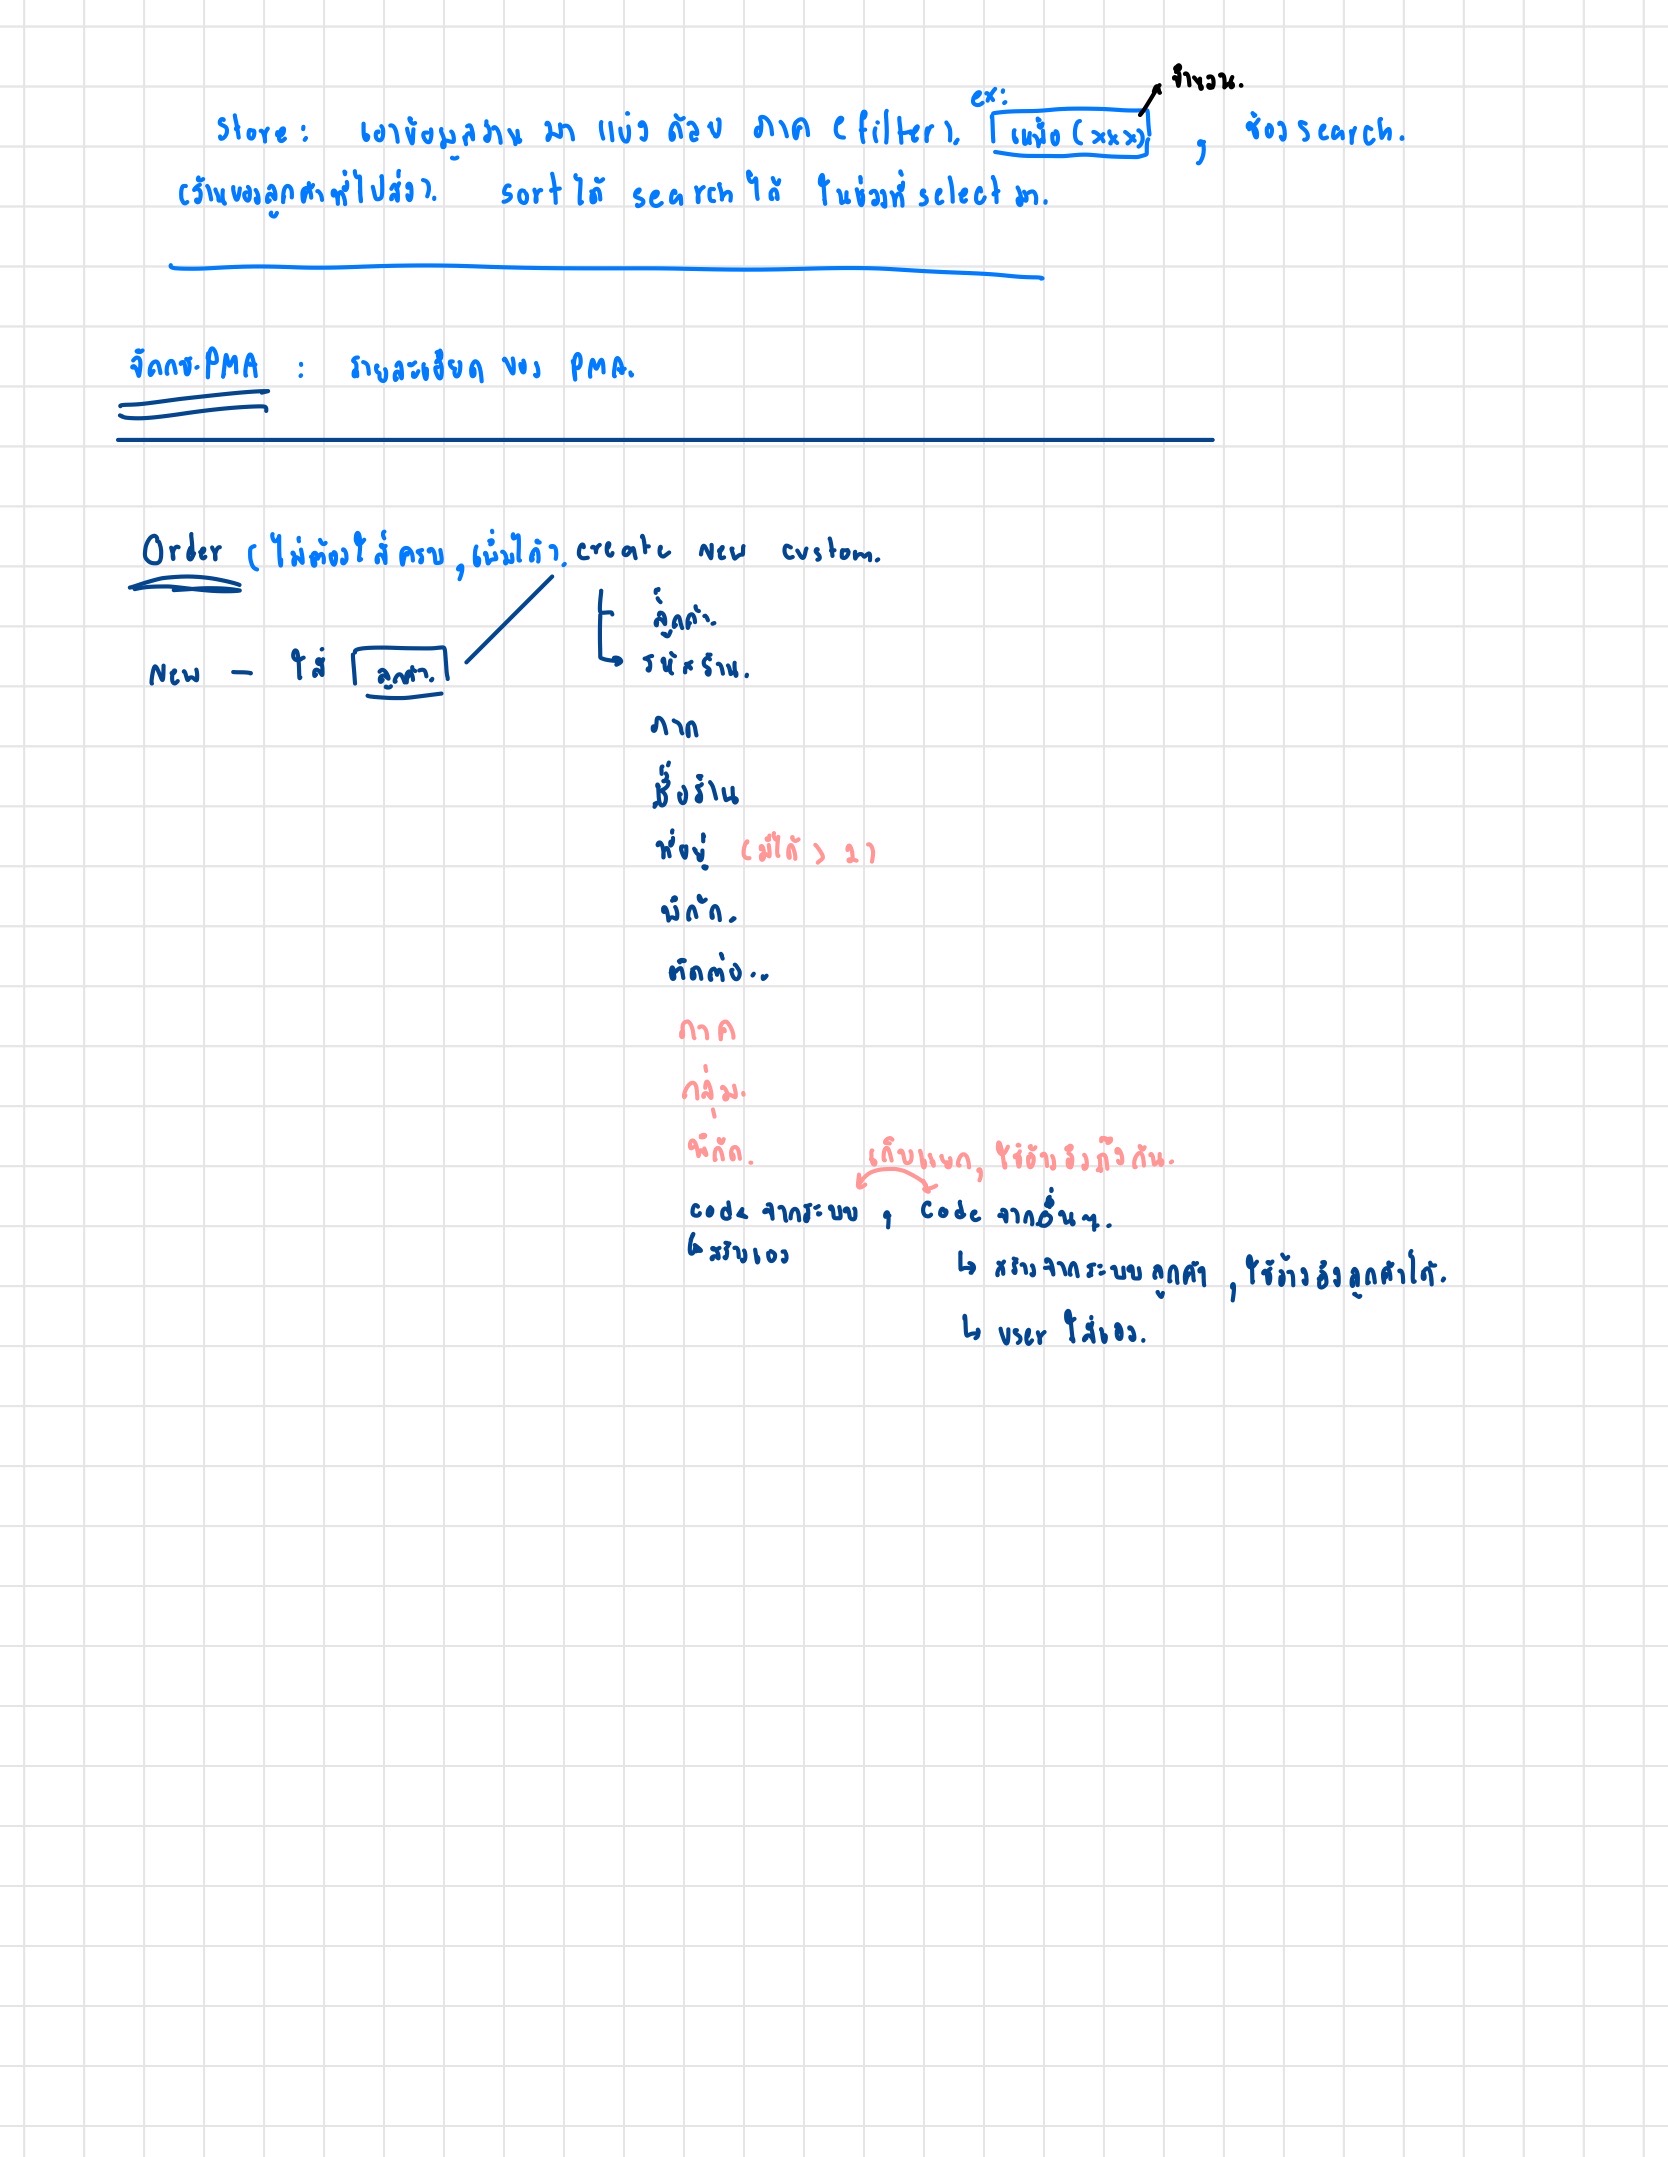 จำนวน.
Store: เอาข้อมูลร้าน มา แบ่ง ด้วย ภาค (filter). ex: เหนือ (xxx) , ช่อง search.
(ร้านของลูกค้าที่ไปส่ง). sort ได้ search ได้ ในช่องที่ select มา.
จัดกช.PMA : รายละเอียด ของ PMA.
Order (ไม่ต้องใส่ครบ, เพิ่มได้). create new custom.
ลูกค้า.
New - ใส่ ลูกค้า.
รหัสร้าน.
ภาค
ชื่อร้าน
ที่อยู่ (มีได้ > 1)
พิกัด.
ติดต่อ..
ภาค
กลุ่ม.
พิกัด. เก็บแยก, ใช้อ้างอิงถึงกัน.
code จากระบบ , Code จากอื่นๆ.
↳ สร้างเอง
↳ สร้างจากระบบลูกค้า , ใช้อ้างอิงลูกค้าได้.
↳ user ใส่เอง.